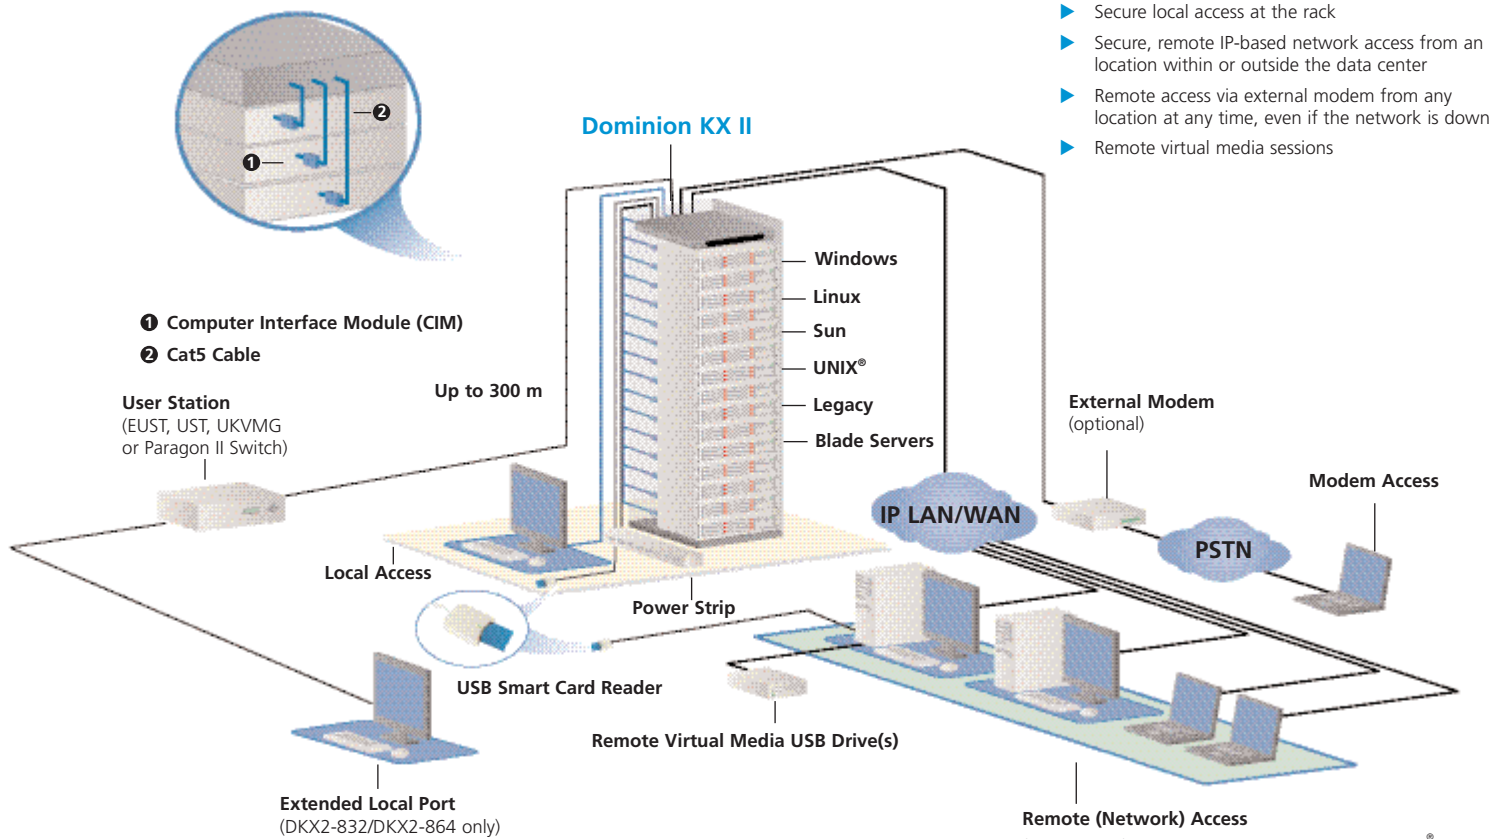 Secure local access at the rack
Secure, remote IP-based network access from an
location within or outside the data center
Remote access via external modem from any
location at any time, even if the network is down
Remote virtual media sessions
❶
❷
Dominion KX II
Windows
Linux
Sun
UNIX®
Legacy
Blade Servers
❶ Computer Interface Module (CIM)
❷ Cat5 Cable
Up to 300 m
User Station
(EUST, UST, UKVMG
or Paragon II Switch)
External Modem
(optional)
Modem Access
IP LAN/WAN
PSTN
Local Access
Power Strip
USB Smart Card Reader
Remote Virtual Media USB Drive(s)
Extended Local Port
(DKX2-832/DKX2-864 only)
Remote (Network) Access
®